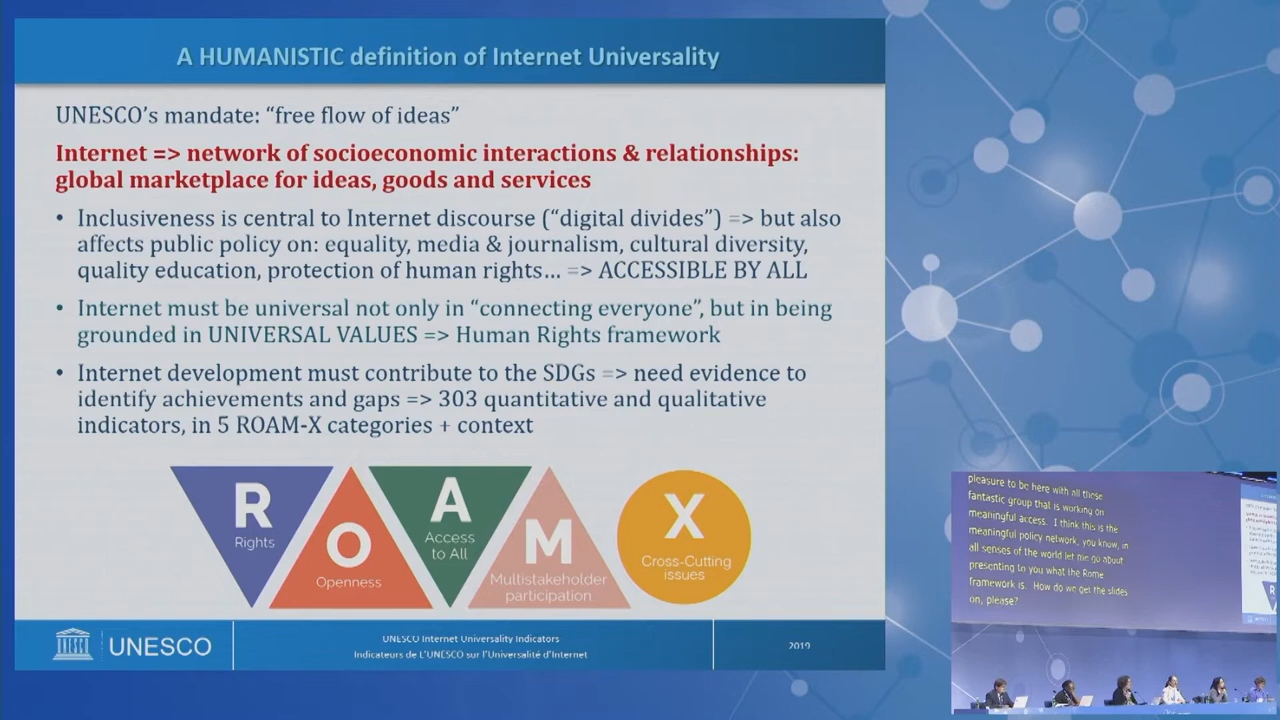 A HUMANISTIC definition of Internet Universality
UNESCO's mandate: "free flow of ideas"
Internet => network of socioeconomic interactions & relationships:
global marketplace for ideas, goods and services
• Inclusiveness is central to Internet discourse ("digital divides") => but also
affects public policy on: equality, media & journalism, cultural diversity,
quality education, protection of human rights... => ACCESSIBLE BY ALL
• Internet must be universal not only in "connecting everyone", but in being
grounded in UNIVERSAL VALUES => Human Rights framework
• Internet development must contribute to the SDGs => need evidence to
identify achievements and gaps => 303 quantitative and qualitative
indicators, in 5 ROAM-X categories + context
R
Rights
O
Openness
A
Access
to All
M
Multistakeholder
participation
X
Cross-Cutting
issues
UNESCO
UNESCO
UNESCO Internet Universality Indicators
Indicateurs de L'UNESCO sur l'Universalité d'Internet
2019
pleasure to be here with all these
fantastic group that is working on
meaningful access. I think this is the
meaningful policy network, you know, in
all senses of the world let me go about
presenting to you what the Rome
framework is. How do we get the slides
on, please?